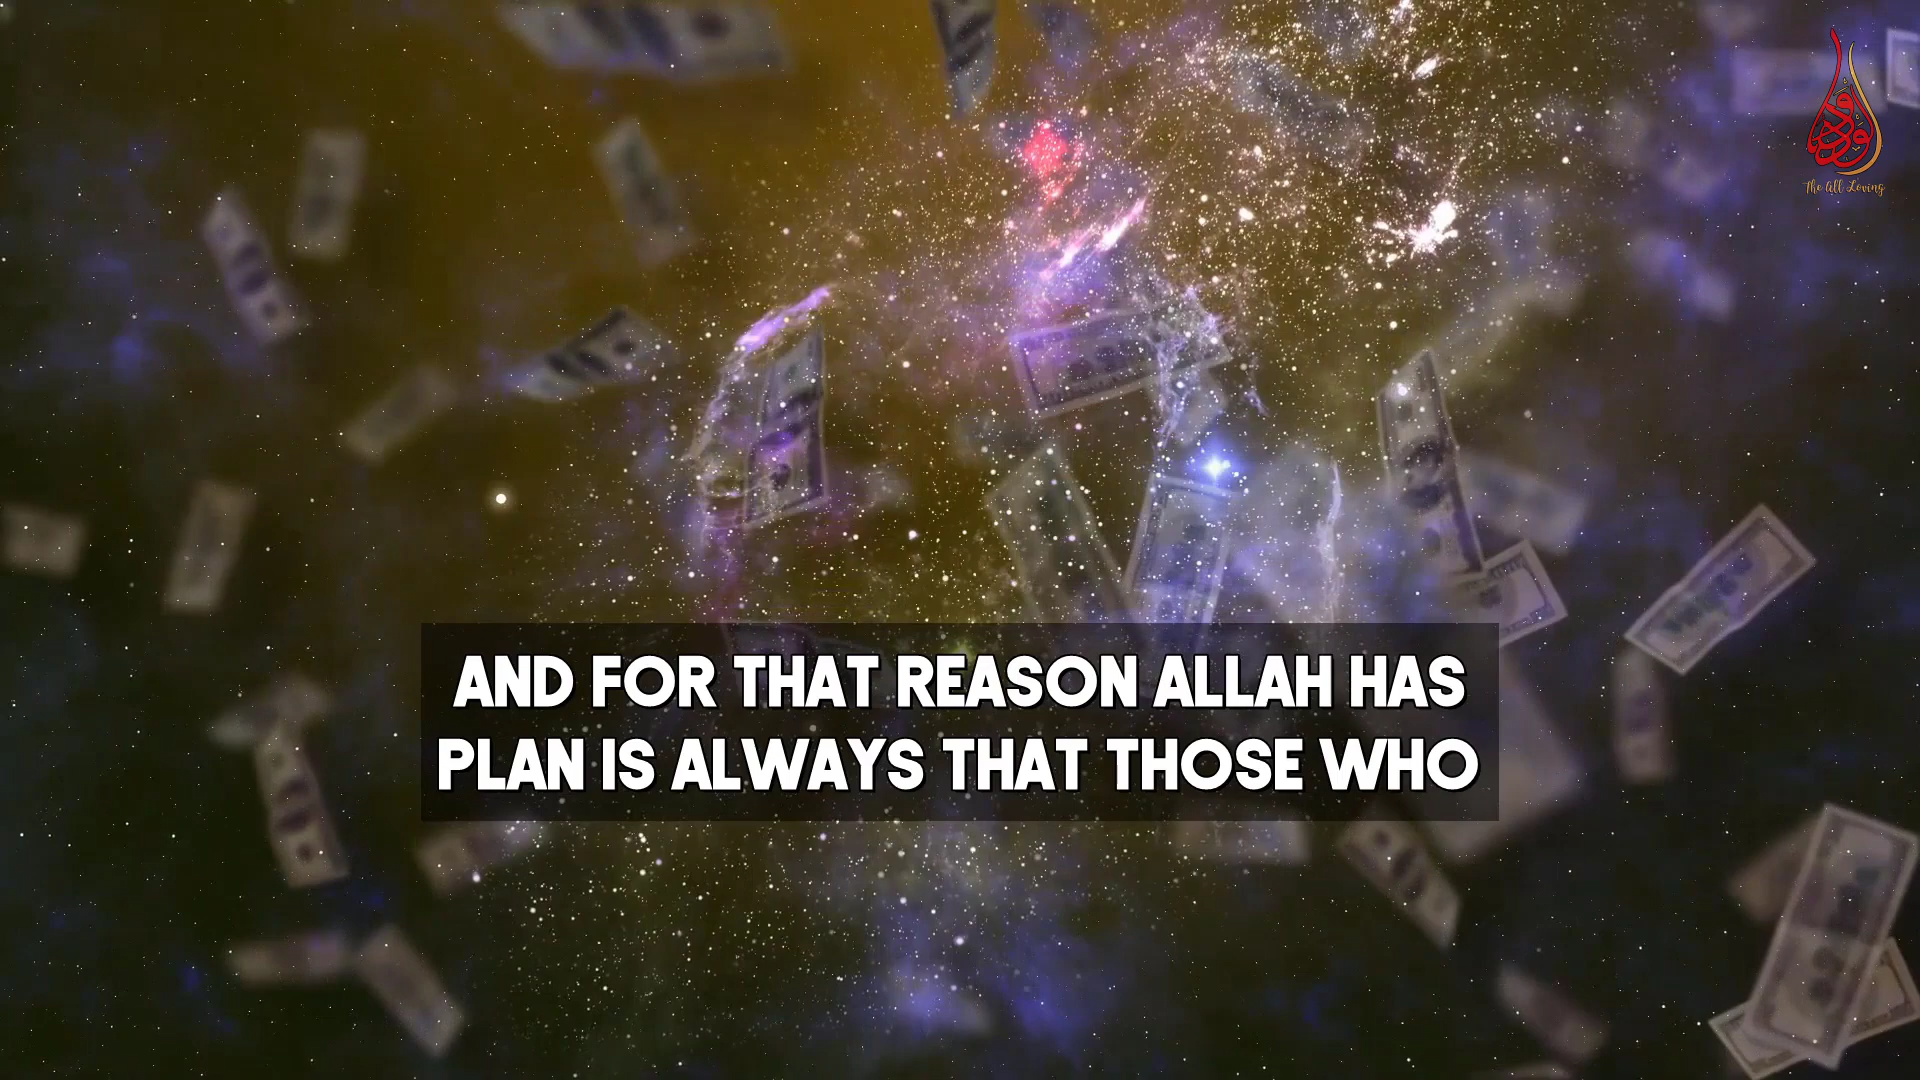 The All Loving
AND FOR THAT REASON ALLAH HAS
PLAN IS ALWAYS THAT THOSE WHO